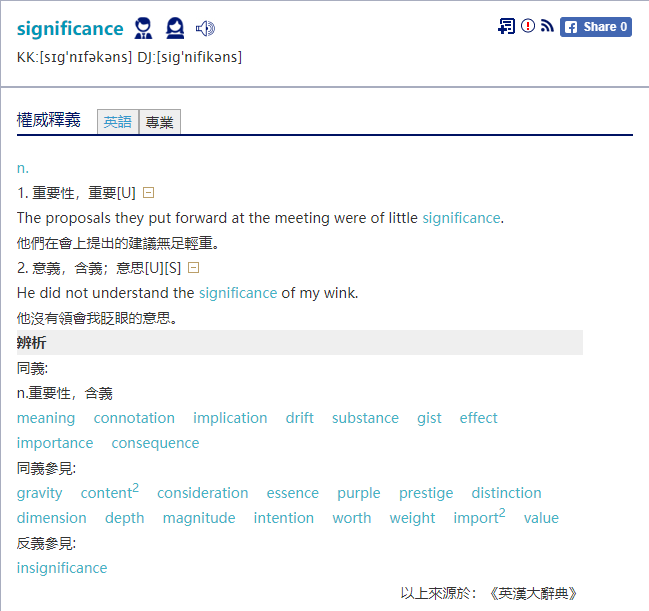 significance
Share 0
KK:[sɪgˈnɪfəkəns] DJ:[sigˈnifikəns]
權威釋義 英語 專業
n.
1. 重要性，重要[U]
The proposals they put forward at the meeting were of little significance.
他們在會上提出的建議無足輕重。
2. 意義，含義；意思[U][S]
He did not understand the significance of my wink.
他沒有領會我眨眼的意思。
辨析
同義:
n.重要性，含義
meaning connotation implication drift substance gist effect
importance consequence
同義參見:
gravity content² consideration essence purple prestige distinction
dimension depth magnitude intention worth weight import² value
反義參見:
insignificance
以上來源於：《英漢大辭典》